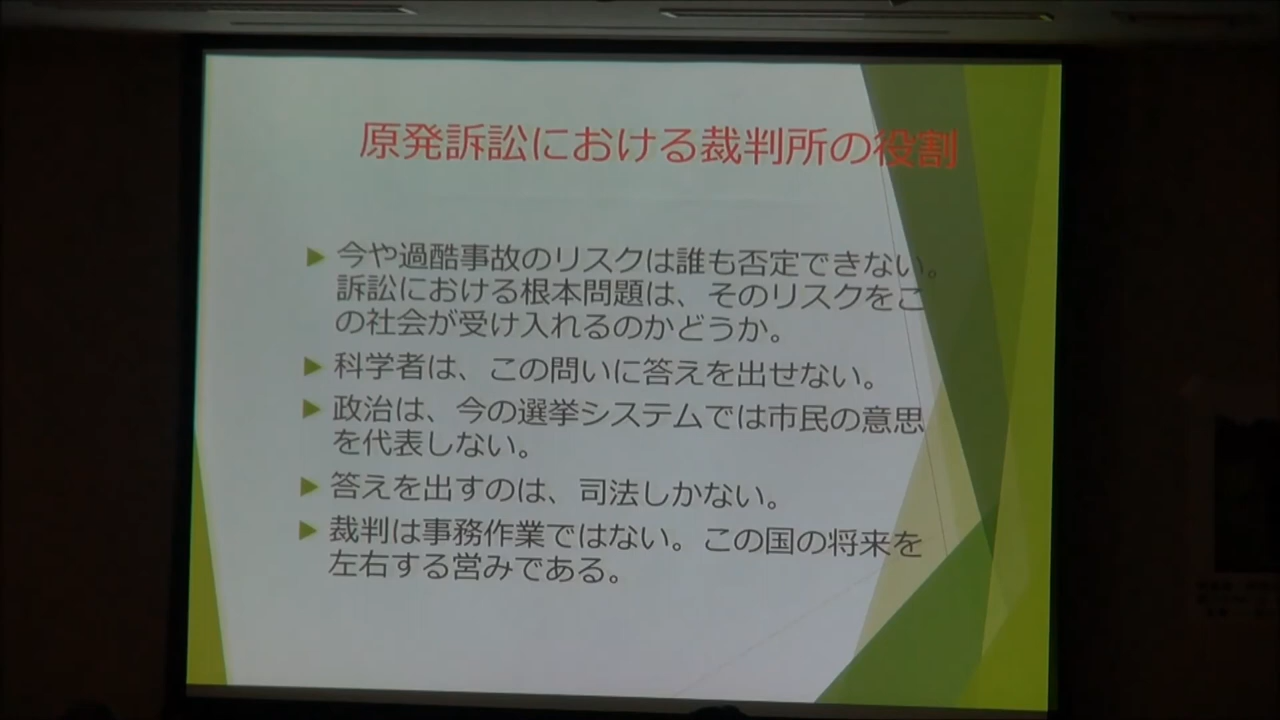 原発訴訟における裁判所の役割
▶ 今や過酷事故のリスクは誰も否定できない。
訴訟における根本問題は、そのリスクをこ
の社会が受け入れるのかどうか。
▶ 科学者は、この問いに答えを出せない。
▶ 政治は、今の選挙システムでは市民の意思
を代表しない。
▶ 答えを出すのは、司法しかない。
▶ 裁判は事務作業ではない。この国の将来を
左右する営みである。